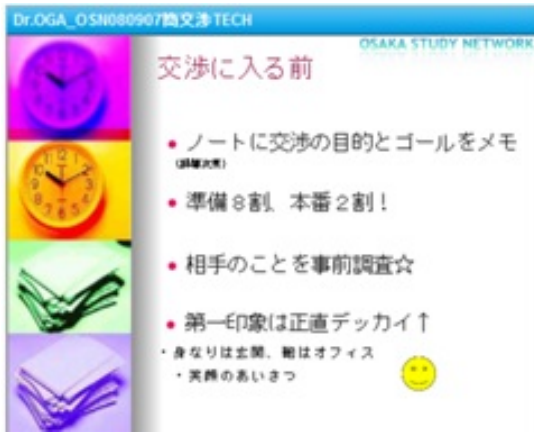 Dr.OGA_OSN080907簡交渉TECH
OSAKA STUDY NETWORK
交渉に入る前
• ノートに交渉の目的とゴールをメモ
• 準備８割、本番２割！
• 相手のことを事前調査☆
• 第一印象は正直デッカイ↑
・身なりは玄関、靴はオフィス
・笑顔のあいさつ